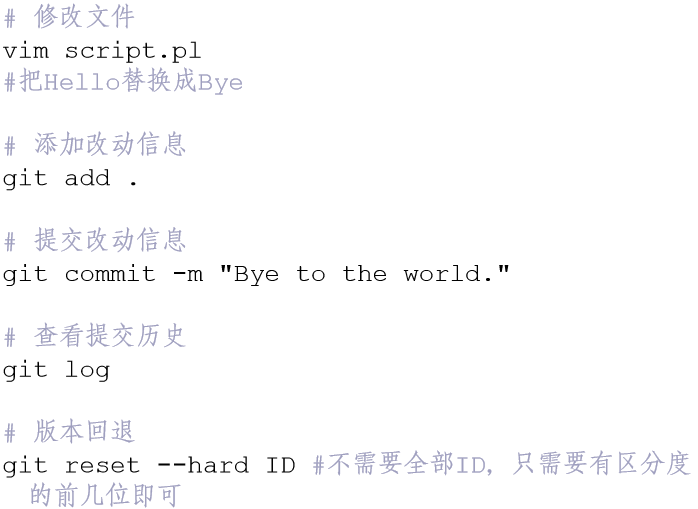 # 修改文件
vim script.pl
#把Hello替换成Bye
# 添加改动信息
git add .
# 提交改动信息
git commit -m "Bye to the world."
# 查看提交历史
git log
# 版本回退
git reset --hard ID #不需要全部ID，只需要有区分度
的前几位即可